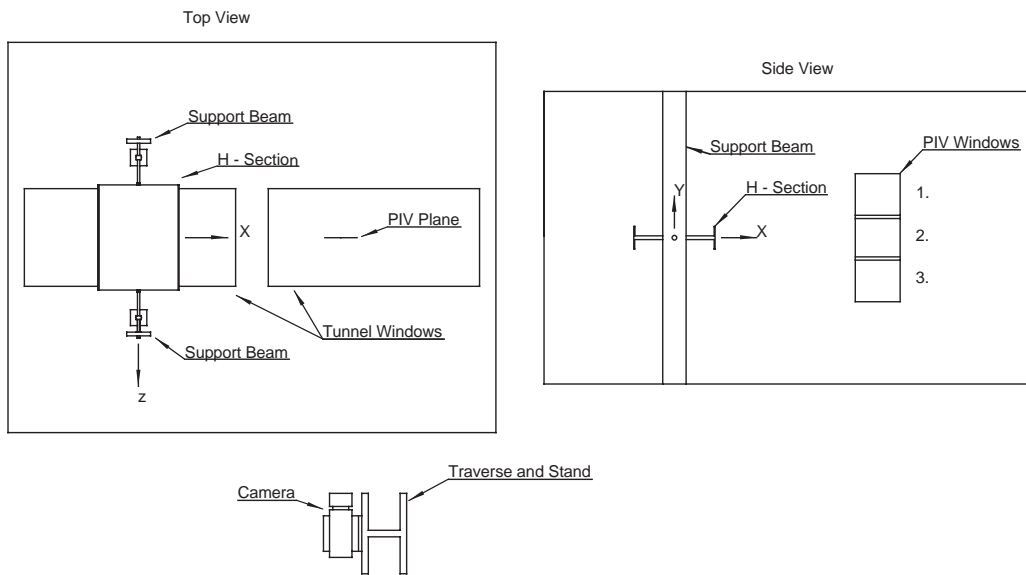 Top View
Support Beam
H - Section
X
PIV Plane
Tunnel Windows
Support Beam
z
Side View
Support Beam
PIV Windows
Y
H - Section
X
1.
2.
3.
Traverse and Stand
Camera